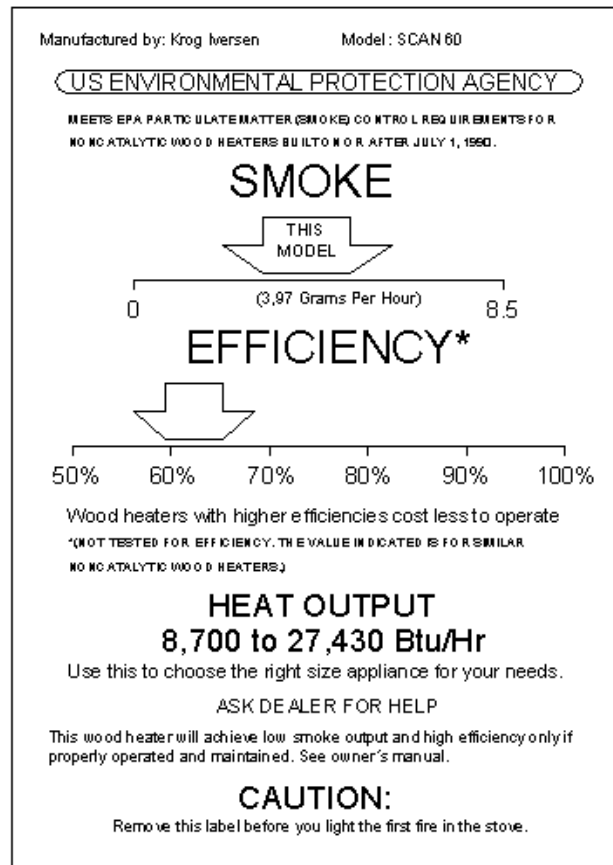 Manufactured by: Krog Iversen Model: SCAN 60
US ENVIRONMENTAL PROTECTION AGENCY
MEETS EPA PARTICULATE MATTER (SMOKE) CONTROL REQUIREMENTS FOR
NONCATALYTIC WOOD HEATERS BUILT ON OR AFTER JULY 1, 1990.
SMOKE
THIS
MODEL
(3,97 Grams Per Hour)
0 8.5
EFFICIENCY*
50% 60% 70% 80% 90% 100%
Wood heaters with higher efficiencies cost less to operate
*(NOT TESTED FOR EFFICIENCY. THE VALUE INDICATED IS FOR SIMILAR
NONCATALYTIC WOOD HEATERS.)
HEAT OUTPUT
8,700 to 27,430 Btu/Hr
Use this to choose the right size appliance for your needs.
ASK DEALER FOR HELP
This wood heater will achieve low smoke output and high efficiency only if
properly operated and maintained. See owner´s manual.
CAUTION:
Remove this label before you light the first fire in the stove.